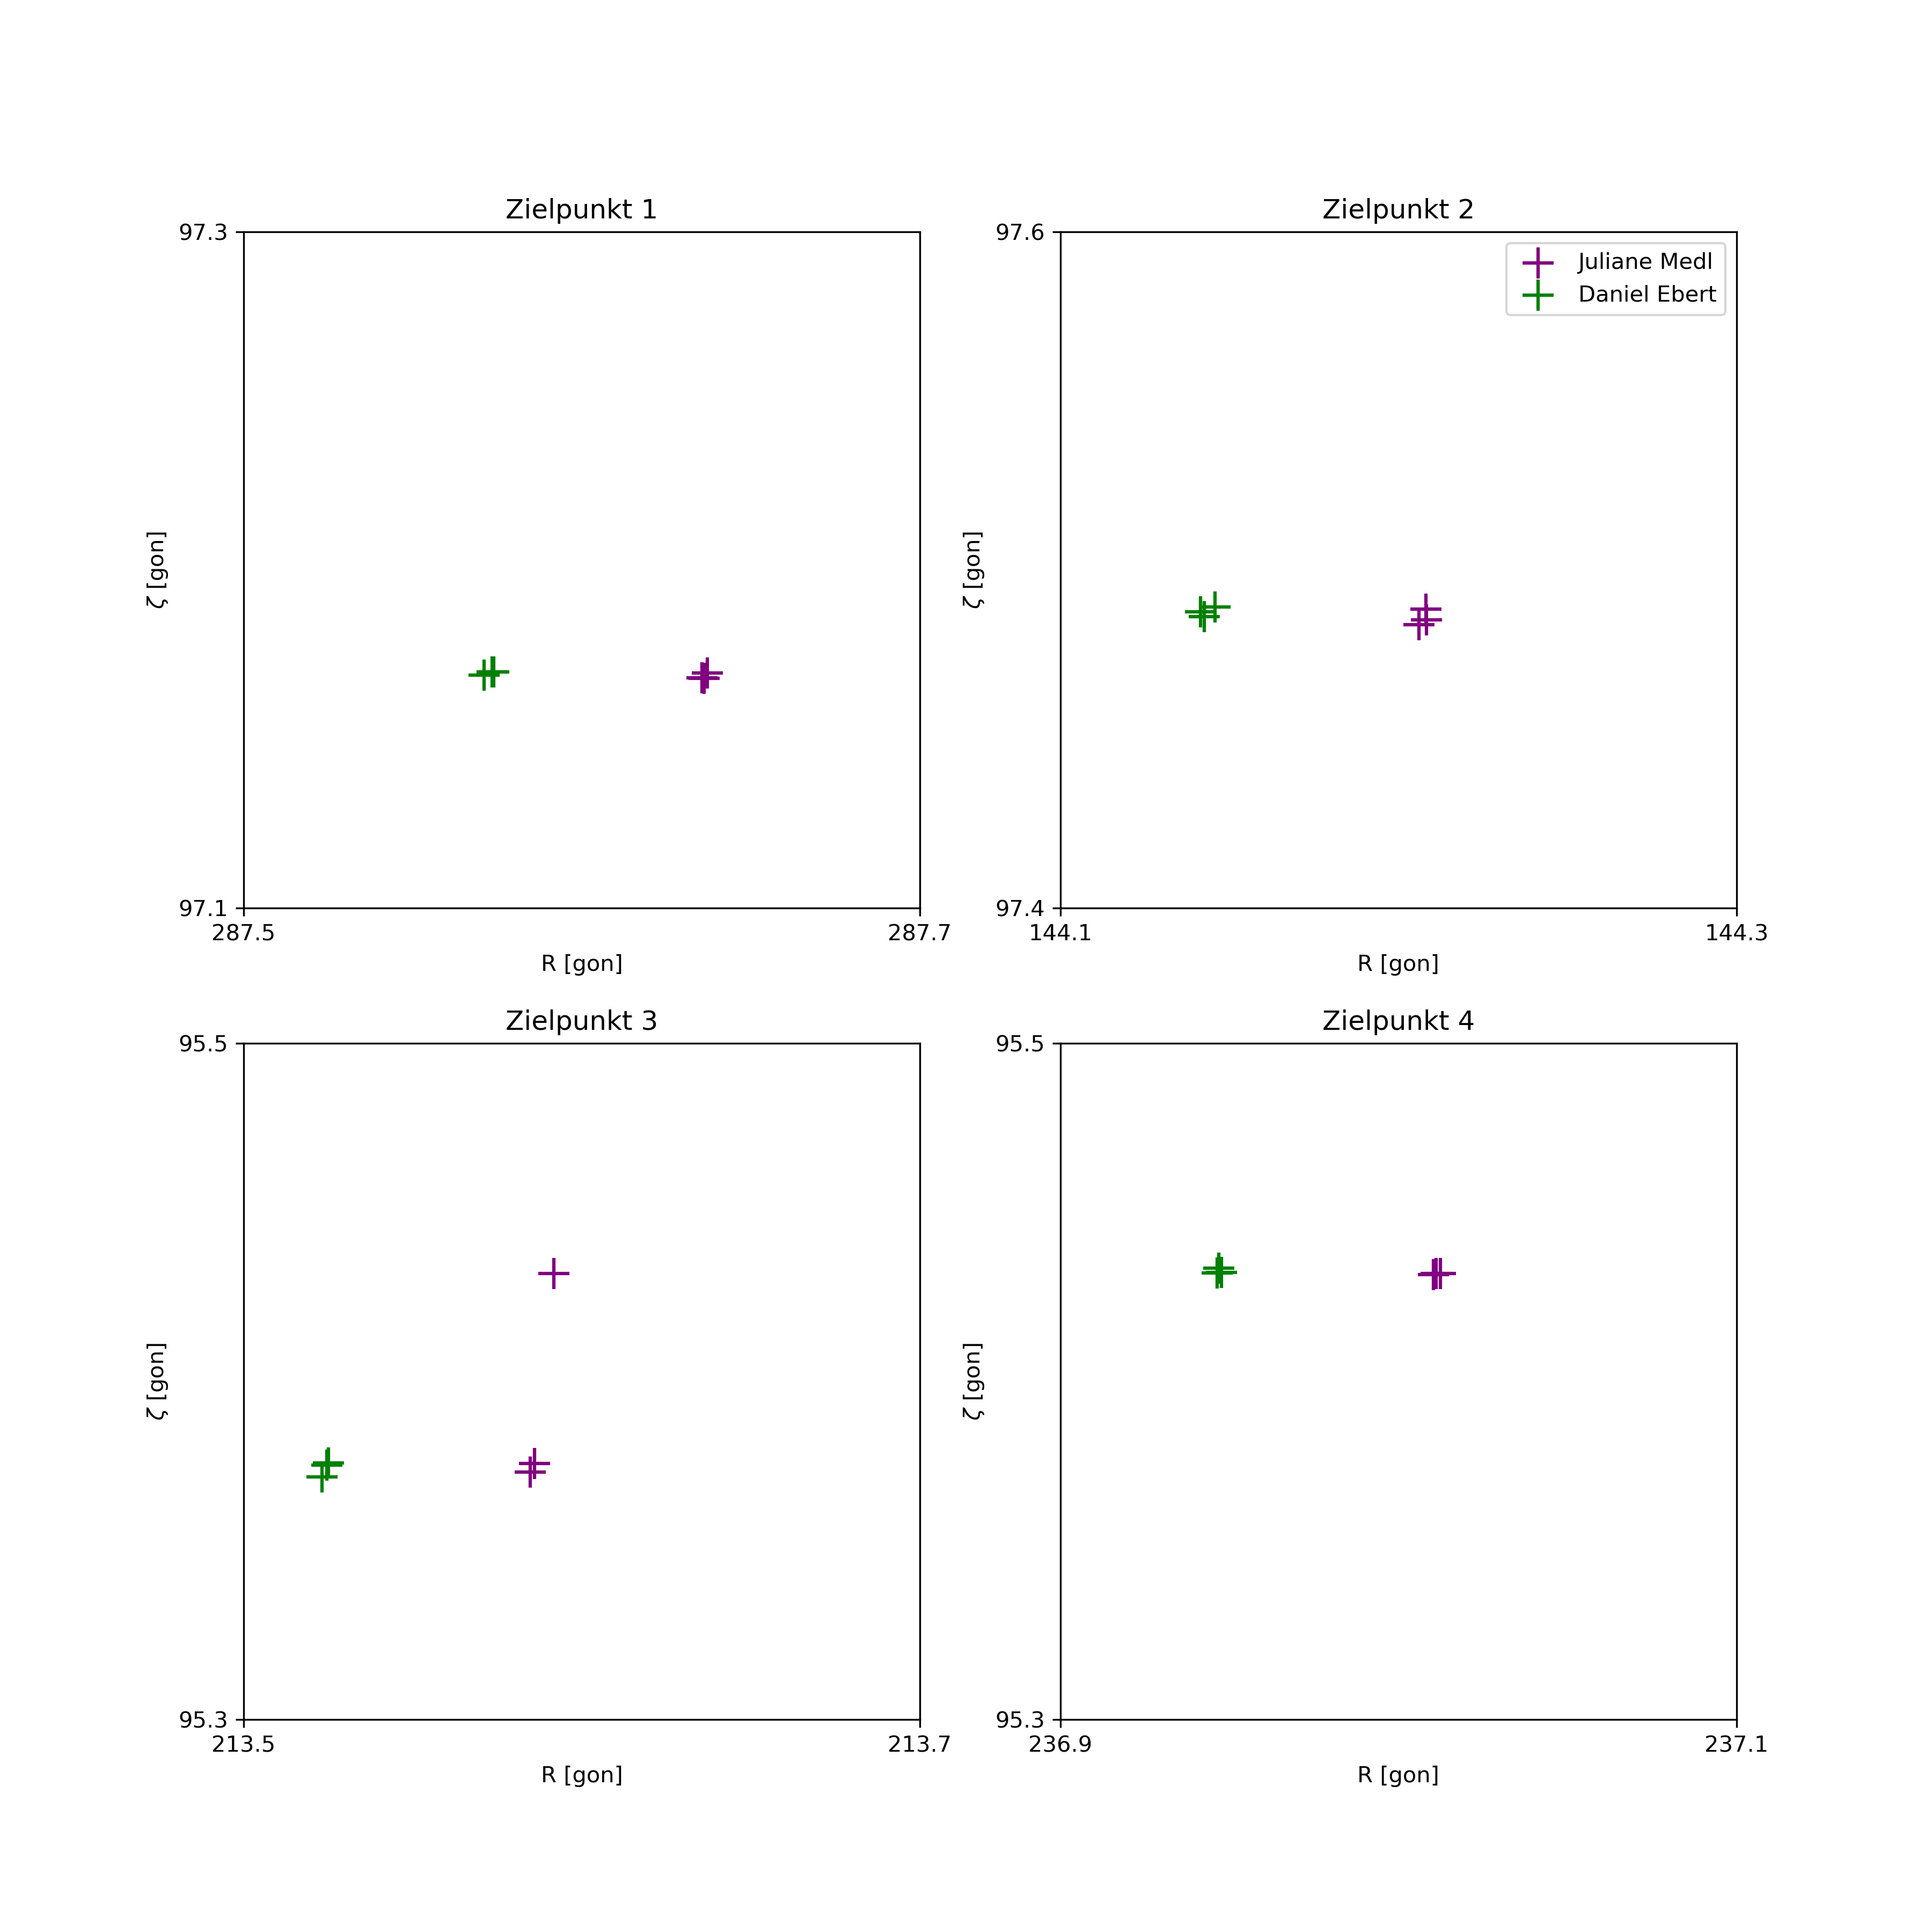 Zielpunkt 1
97.3
ζ [gon]
97.1
287.5
287.7
R [gon]
Zielpunkt 2
97.6
Juliane Medl
Daniel Ebert
ζ [gon]
97.4
144.1
144.3
R [gon]
Zielpunkt 3
95.5
ζ [gon]
95.3
213.5
213.7
R [gon]
Zielpunkt 4
95.5
ζ [gon]
95.3
236.9
237.1
R [gon]